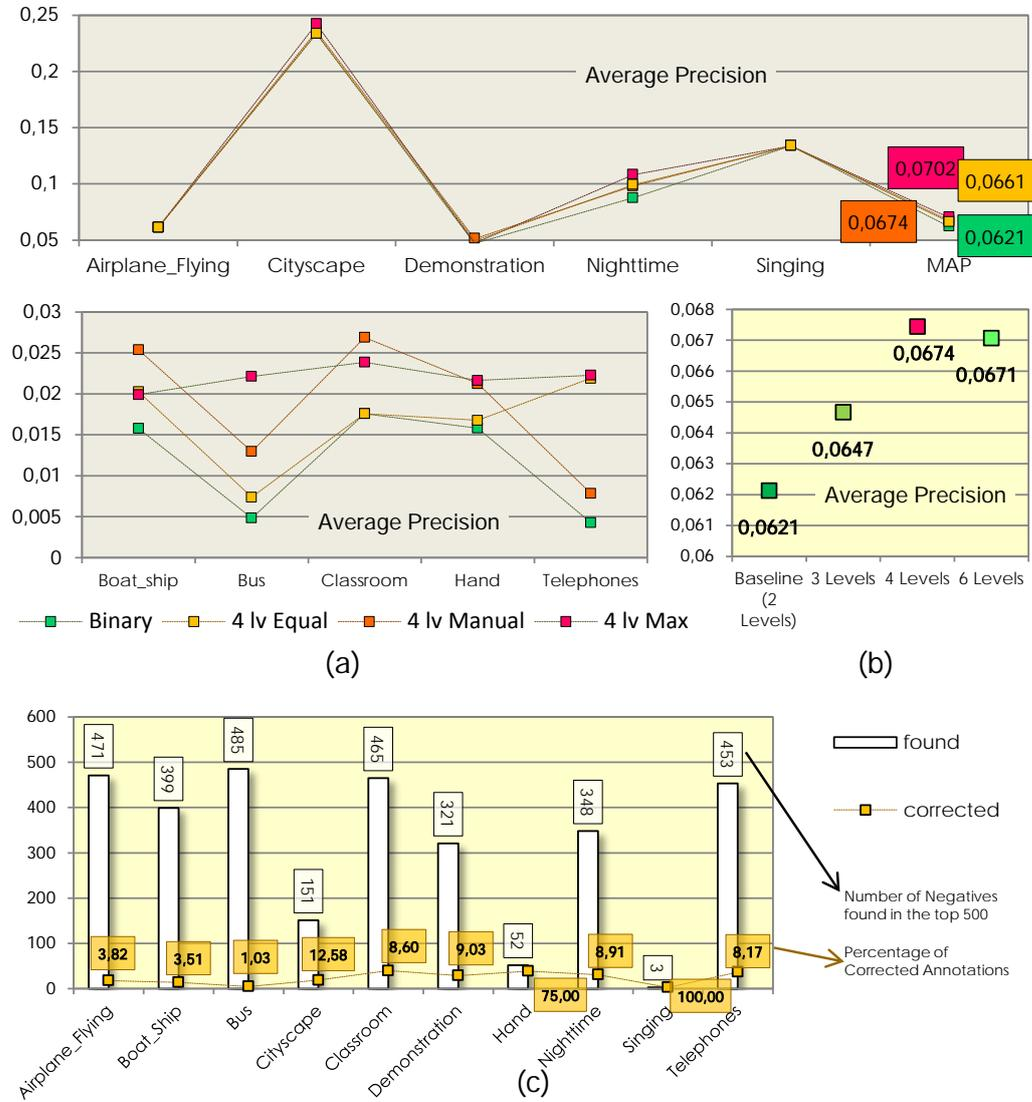 0,25
0,2
0,15
0,1
0,05
Average Precision
0,0702
0,0661
0,0674
0,0621
Airplane_Flying Cityscape Demonstration Nighttime Singing MAP
0,03
0,025
0,02
0,015
0,01
0,005
0
Average Precision
Boat_ship Bus Classroom Hand Telephones
Binary 4 lv Equal 4 lv Manual 4 lv Max
(a)
0,068
0,067
0,066
0,065
0,064
0,063
0,062
0,061
0,06
0,0674
0,0671
0,0647
Average Precision
0,0621
Baseline 3 Levels 4 Levels 6 Levels
(2
Levels)
(b)
600
500
400
300
200
100
0
471
399
485
151
465
321
52
348
3
453
3,82
3,51
1,03
12,58
8,60
9,03
75,00
8,91
100,00
8,17
Airplane_Flying
Boat_Ship
Bus
Cityscape
Classroom
Demonstration
Hand
Nighttime
Singing
Telephones
found
corrected
Number of Negatives
found in the top 500
Percentage of
Corrected Annotations
(c)